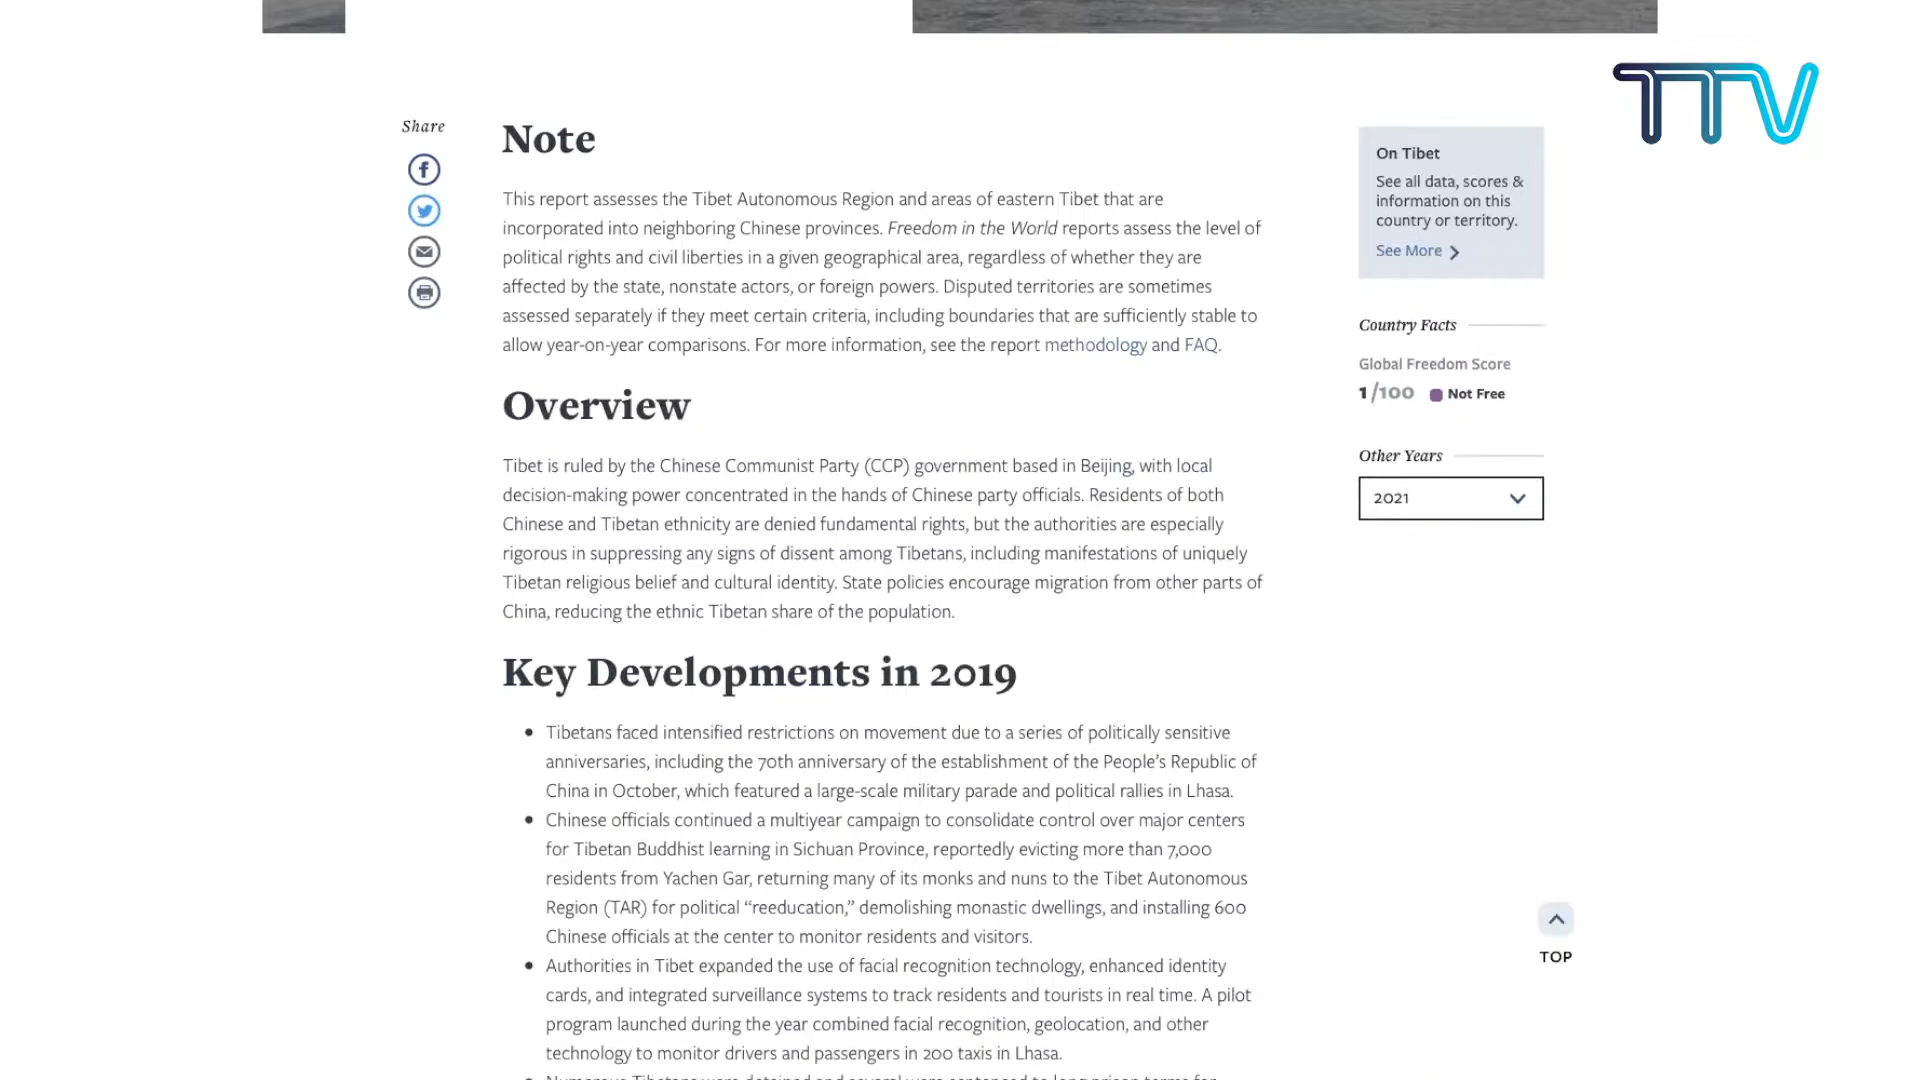 TTV
Share
Note
This report assesses the Tibet Autonomous Region and areas of eastern Tibet that are
incorporated into neighboring Chinese provinces. Freedom in the World reports assess the level of
political rights and civil liberties in a given geographical area, regardless of whether they are
affected by the state, nonstate actors, or foreign powers. Disputed territories are sometimes
assessed separately if they meet certain criteria, including boundaries that are sufficiently stable to
allow year-on-year comparisons. For more information, see the report methodology and FAQ.
Overview
Tibet is ruled by the Chinese Communist Party (CCP) government based in Beijing, with local
decision-making power concentrated in the hands of Chinese party officials. Residents of both
Chinese and Tibetan ethnicity are denied fundamental rights, but the authorities are especially
rigorous in suppressing any signs of dissent among Tibetans, including manifestations of uniquely
Tibetan religious belief and cultural identity. State policies encourage migration from other parts of
China, reducing the ethnic Tibetan share of the population.
Key Developments in 2019
• Tibetans faced intensified restrictions on movement due to a series of politically sensitive
anniversaries, including the 70th anniversary of the establishment of the People's Republic of
China in October, which featured a large-scale military parade and political rallies in Lhasa.
• Chinese officials continued a multiyear campaign to consolidate control over major centers
for Tibetan Buddhist learning in Sichuan Province, reportedly evicting more than 7,000
residents from Yachen Gar, returning many of its monks and nuns to the Tibet Autonomous
Region (TAR) for political “reeducation,” demolishing monastic dwellings, and installing 600
Chinese officials at the center to monitor residents and visitors.
• Authorities in Tibet expanded the use of facial recognition technology, enhanced identity
cards, and integrated surveillance systems to track residents and tourists in real time. A pilot
program launched during the year combined facial recognition, geolocation, and other
technology to monitor drivers and passengers in 200 taxis in Lhasa.
On Tibet
See all data, scores &
information on this
country or territory.
See More
Country Facts
Global Freedom Score
1/100 Not Free
Other Years
2021
TOP